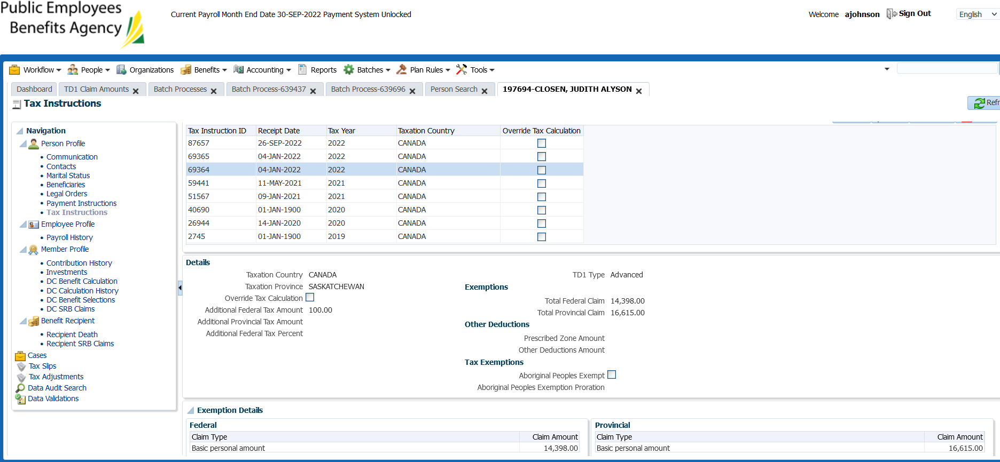 Public Employees
Benefits Agency
Current Payroll Month End Date 30-SEP-2022 Payment System Unlocked
Welcome ajohnson Sign Out English
Workflow People Organizations Benefits Accounting Reports Batches Plan Rules Tools
Dashboard TD1 Claim Amounts Batch Processes Batch Process-639437 Batch Process-639696 Person Search 197694-CLOSEN, JUDITH ALYSON
Tax Instructions
Refr
Navigation
Person Profile
Communication
Contacts
Marital Status
Beneficiaries
Legal Orders
Payment Instructions
Tax Instructions
Employee Profile
Payroll History
Member Profile
Contribution History
Investments
DC Benefit Calculation
DC Calculation History
DC Benefit Selections
DC SRB Claims
Benefit Recipient
Recipient Death
Recipient SRB Claims
Cases
Tax Slips
Tax Adjustments
Data Audit Search
Data Validations
Tax Instruction ID Receipt Date Tax Year Taxation Country Override Tax Calculation
87657 26-SEP-2022 2022 CANADA
69365 04-JAN-2022 2022 CANADA
69364 04-JAN-2022 2022 CANADA
59441 11-MAY-2021 2021 CANADA
51567 09-JAN-2021 2021 CANADA
40690 01-JAN-1900 2020 CANADA
26944 14-JAN-2020 2020 CANADA
2745 01-JAN-1900 2019 CANADA
Details
Taxation Country CANADA
Taxation Province SASKATCHEWAN
Override Tax Calculation
Additional Federal Tax Amount 100.00
Additional Provincial Tax Amount
Additional Federal Tax Percent
TD1 Type Advanced
Exemptions
Total Federal Claim 14,398.00
Total Provincial Claim 16,615.00
Other Deductions
Prescribed Zone Amount
Other Deductions Amount
Tax Exemptions
Aboriginal Peoples Exempt
Aboriginal Peoples Exemption Proration
Exemption Details
Federal
Claim Type Claim Amount
Basic personal amount 14,398.00
Provincial
Claim Type Claim Amount
Basic personal amount 16,615.00